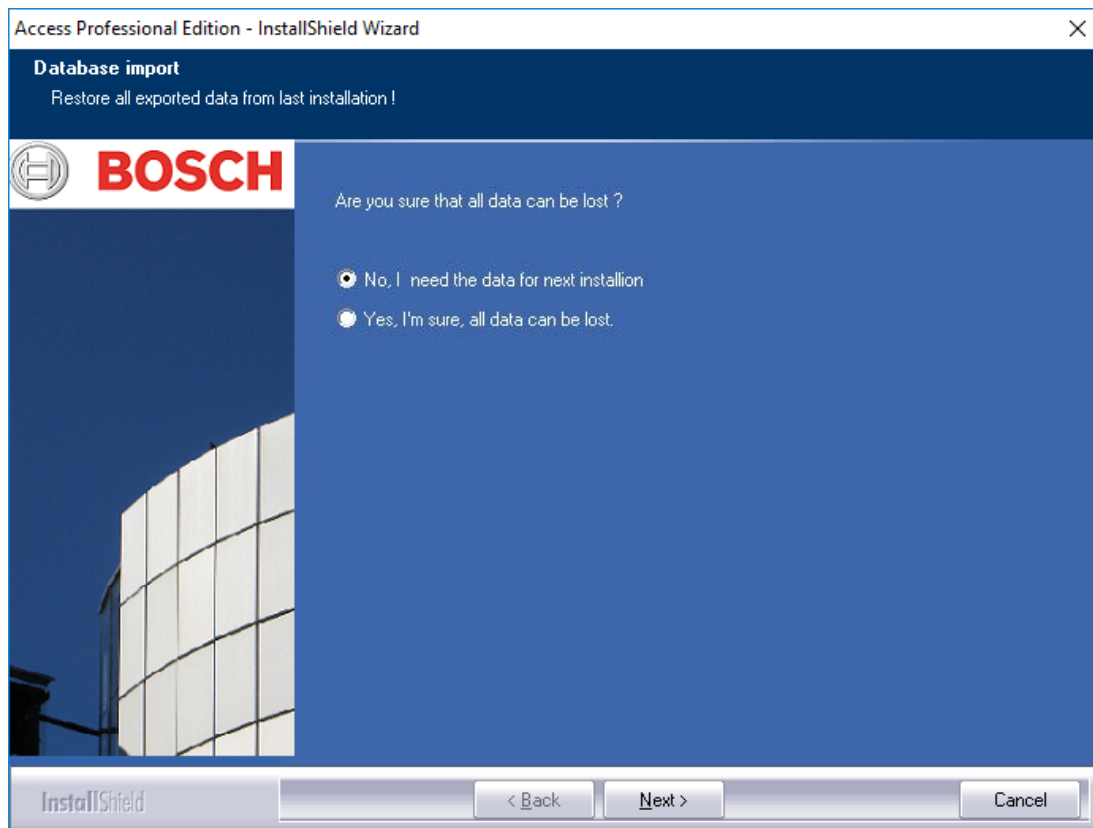 Access Professional Edition - InstallShield Wizard
Database import
Restore all exported data from last installation !
BOSCH
Are you sure that all data can be lost ?
No, I  need the data for next installion
Yes, I'm sure, all data can be lost.
InstallShield
< Back
Next >
Cancel